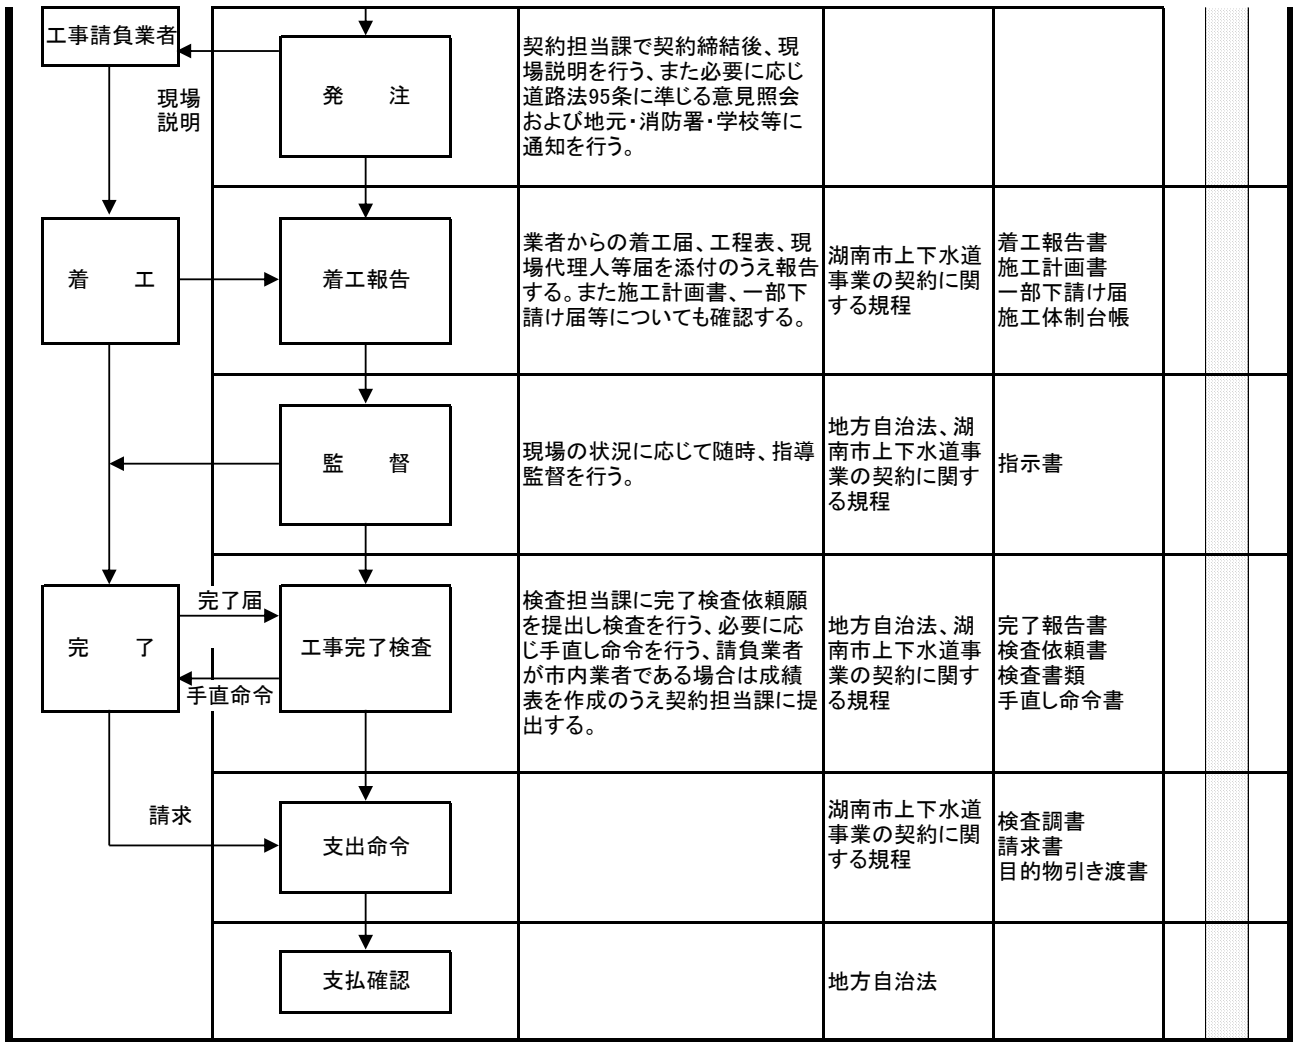 工事請負業者
現場
説明
発　　注
契約担当課で契約締結後、現
場説明を行う、また必要に応じ
道路法95条に準じる意見照会
および地元・消防署・学校等に
通知を行う。
着　　工
着工報告
業者からの着工届、工程表、現
場代理人等届を添付のうえ報告
する。また施工計画書、一部下
請け届等についても確認する。
湖南市上下水道
事業の契約に関
する規程
着工報告書
施工計画書
一部下請け届
施工体制台帳
監　　督
現場の状況に応じて随時、指導
監督を行う。
地方自治法、湖
南市上下水道事
業の契約に関す
る規程
指示書
完　　了
完了届
手直命令
工事完了検査
検査担当課に完了検査依頼願
を提出し検査を行う、必要に応
じ手直し命令を行う、請負業者
が市内業者である場合は成績
表を作成のうえ契約担当課に提
出する。
地方自治法、湖
南市上下水道事
業の契約に関す
る規程
完了報告書
検査依頼書
検査書類
手直し命令書
請求
支出命令
湖南市上下水道
事業の契約に関
する規程
検査調書
請求書
目的物引き渡書
支払確認
地方自治法